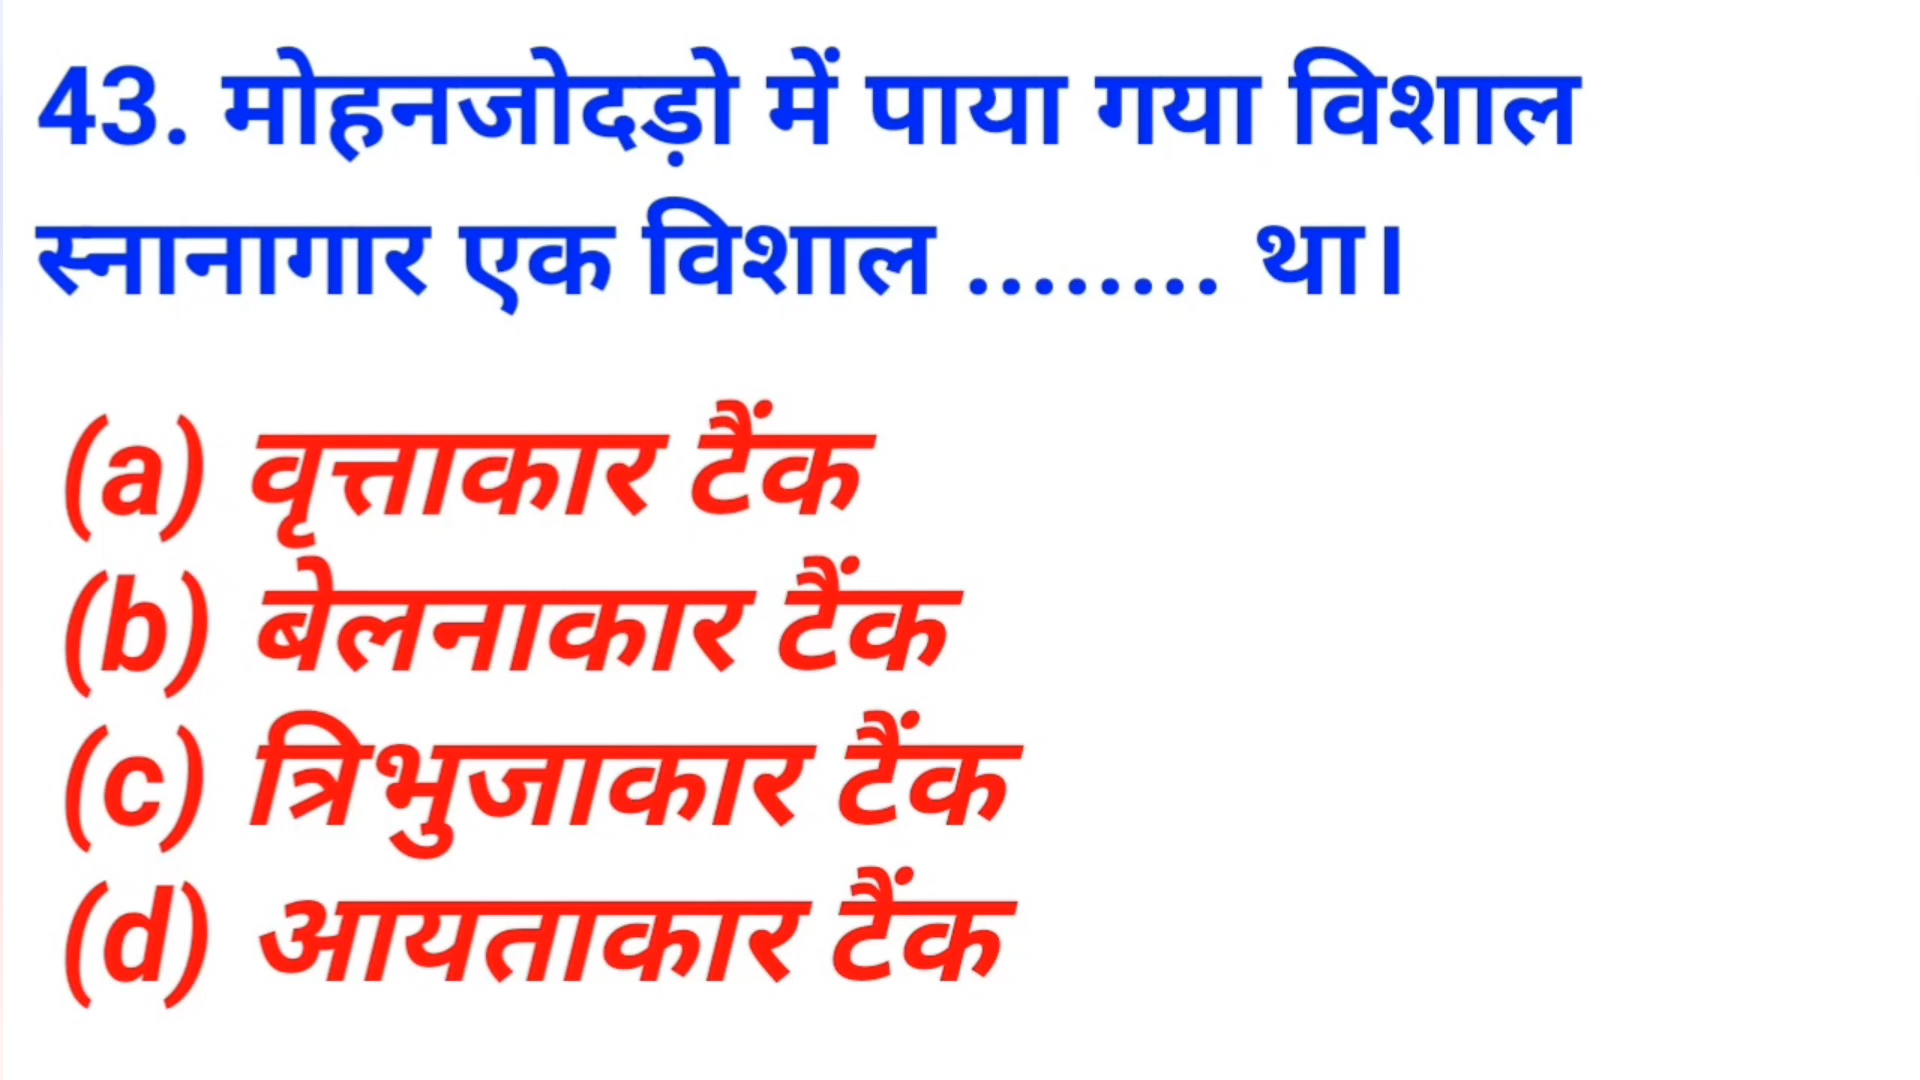 43. मोहनजोदड़ो में पाया गया विशाल
स्नानागार एक विशाल ........ था।
(a) वृत्ताकार टैंक
(b) बेलनाकार टैंक
(c) त्रिभुजाकार टैंक
(d) आयताकार टैंक